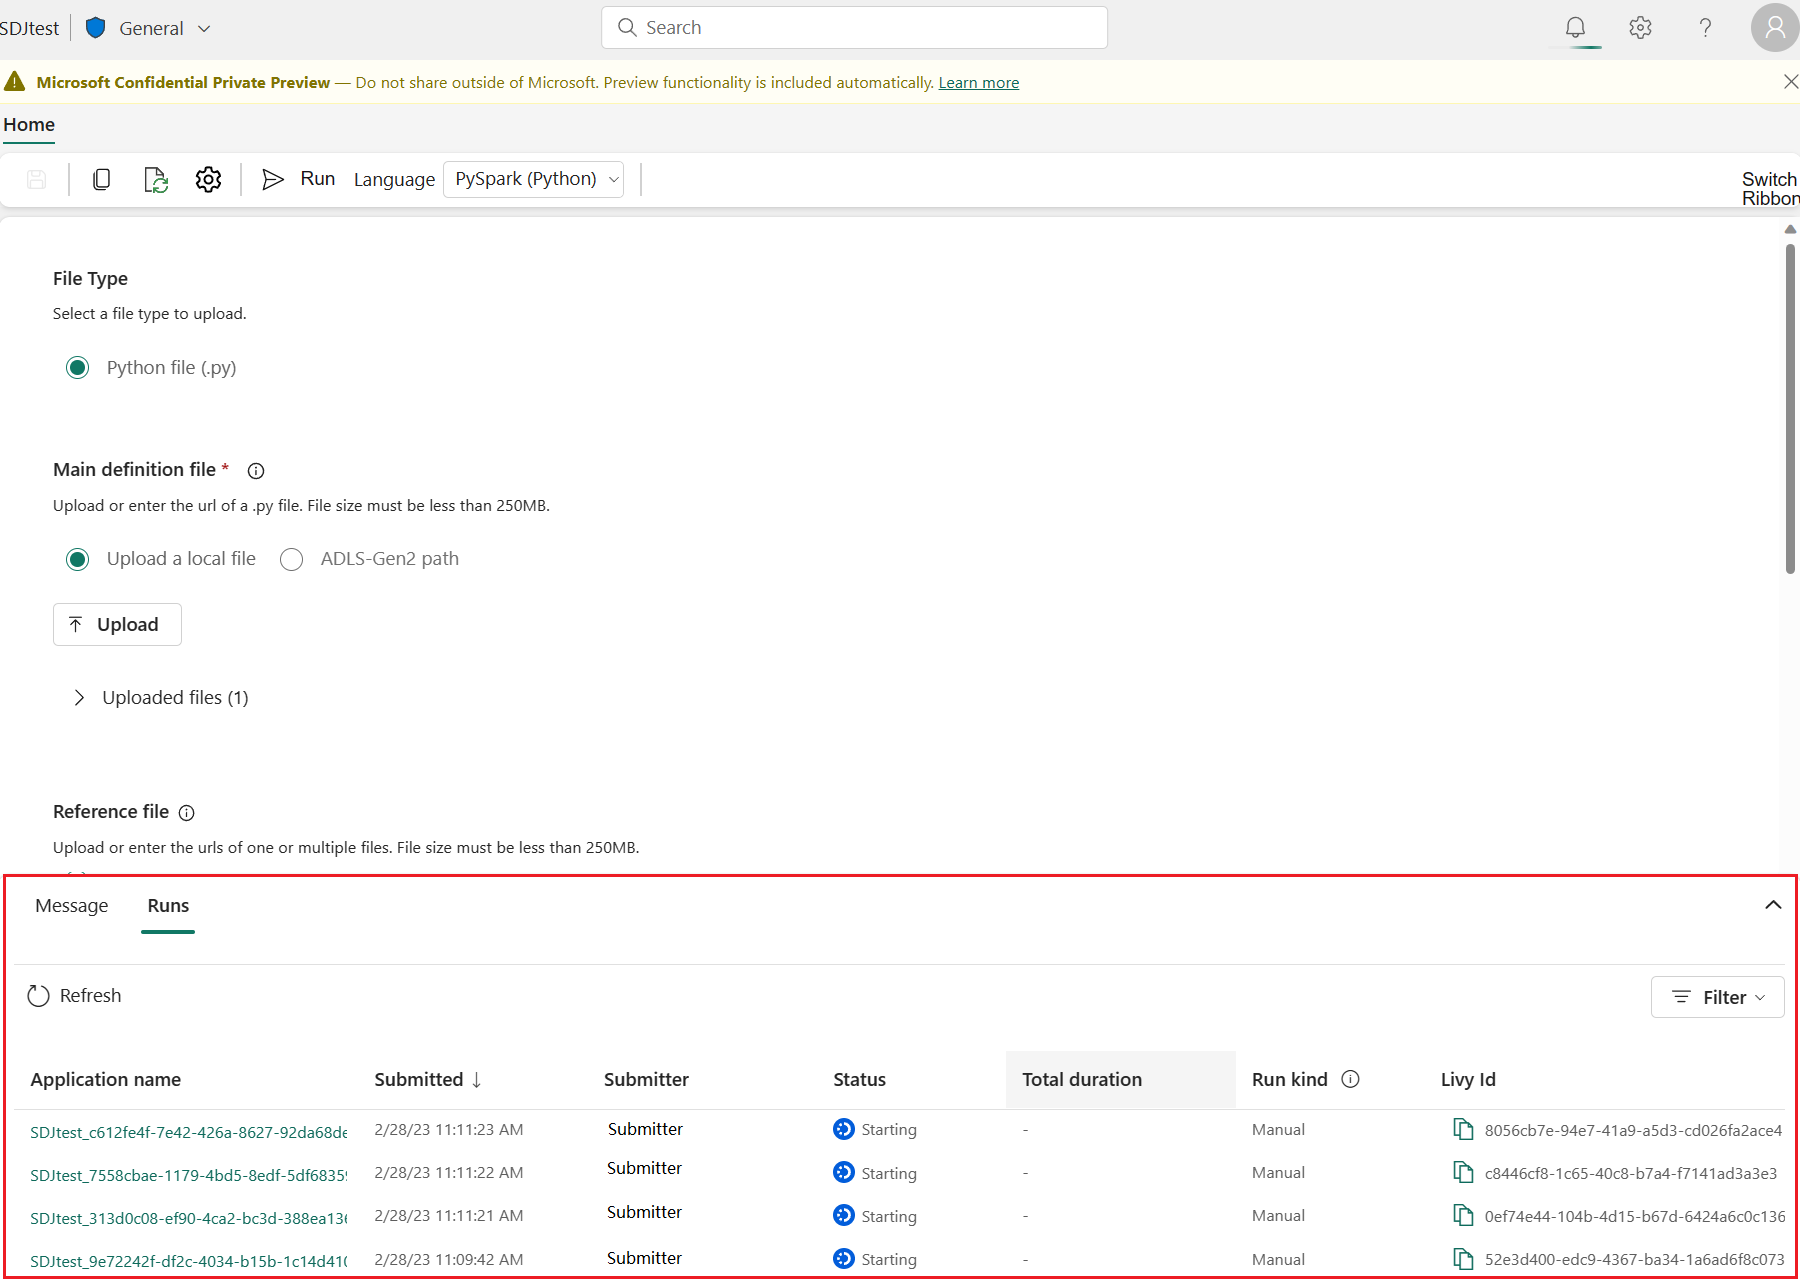 SDJtest General Search
Microsoft Confidential Private Preview — Do not share outside of Microsoft. Preview functionality is included automatically. Learn more
Home
Run Language PySpark (Python)
Switch
Ribbon
File Type
Select a file type to upload.
Python file (.py)
Main definition file *
Upload or enter the url of a .py file. File size must be less than 250MB.
Upload a local file ADLS-Gen2 path
Upload
Uploaded files (1)
Reference file
Upload or enter the urls of one or multiple files. File size must be less than 250MB.
Message Runs
Refresh Filter
Application name Submitted ↓ Submitter Status Total duration Run kind Livy Id
SDJtest_c612fe4f-7e42-426a-8627-92da68de 2/28/23 11:11:23 AM Submitter Starting - Manual 8056cb7e-94e7-41a9-a5d3-cd026fa2ace4
SDJtest_7558cbae-1179-4bd5-8edf-5df68359 2/28/23 11:11:22 AM Submitter Starting - Manual c8446cf8-1c65-40c8-b7a4-f7141ad3a3e3
SDJtest_313d0c08-ef90-4ca2-bc3d-388ea136 2/28/23 11:11:21 AM Submitter Starting - Manual 0ef74e44-104b-4d15-b67d-6424a6c0c136
SDJtest_9e72242f-df2c-4034-b15b-1c14d410 2/28/23 11:09:42 AM Submitter Starting - Manual 52e3d400-edc9-4367-ba34-1a6ad6f8c073